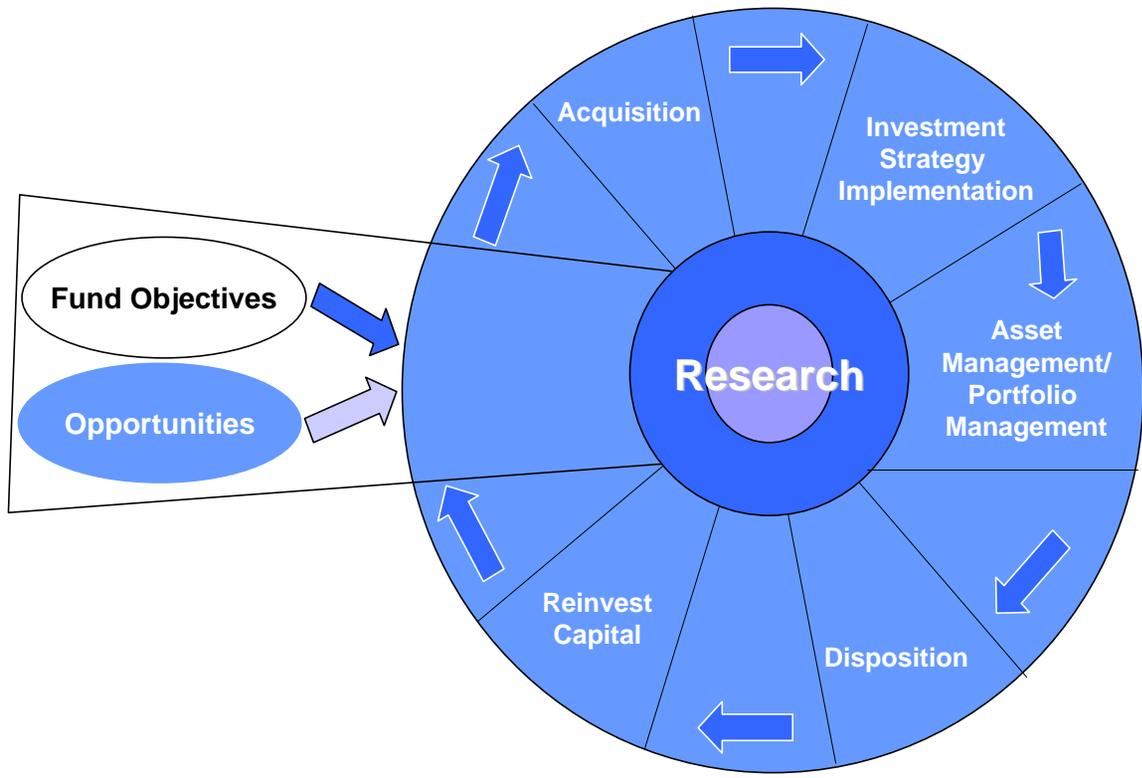 Fund Objectives
Opportunities
Acquisition
Investment
Strategy
Implementation
Asset
Management/
Portfolio
Management
Disposition
Reinvest
Capital
Research